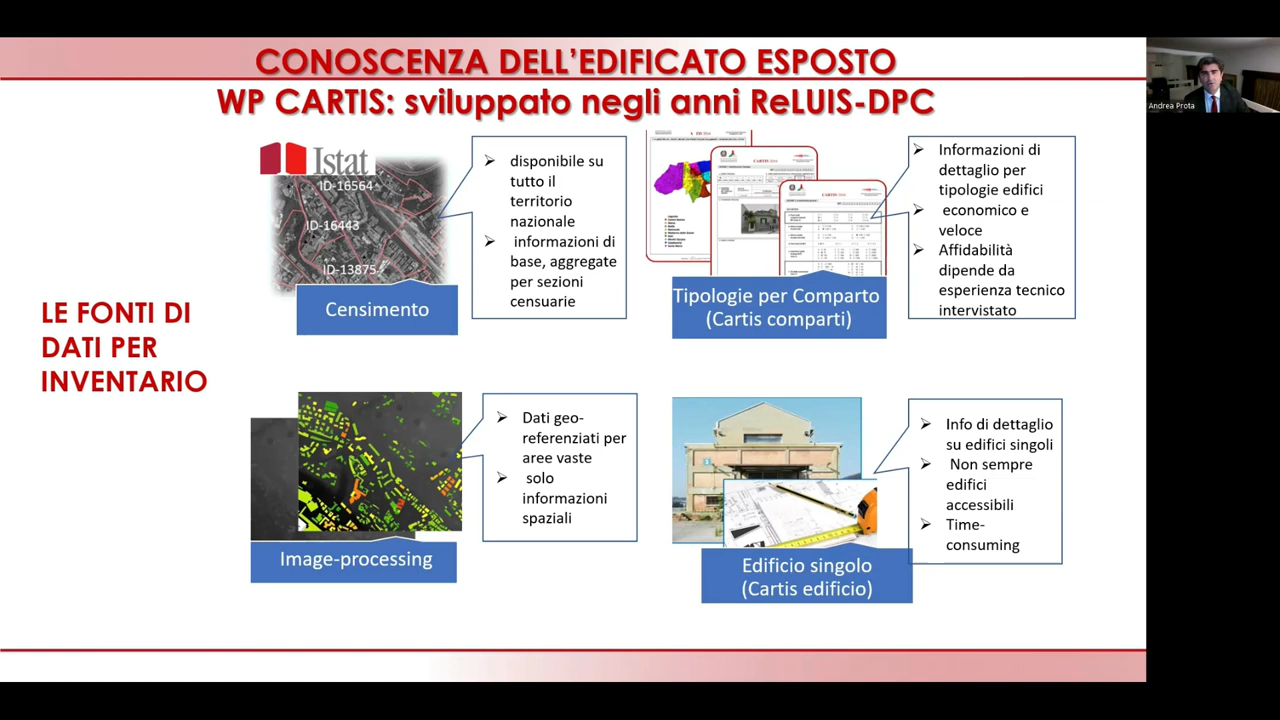 CONOSCENZA DELL'EDIFICATO ESPOSTO
WP CARTIS: sviluppato negli anni ReLUIS-DPC
Andrea Prota
LE FONTI DI
DATI PER
INVENTARIO
Istat
ID-16564
ID-16443
ID-13875
Censimento
➢ disponibile su
tutto il
territorio
nazionale
➢ informazioni di
base, aggregate
per sezioni
censuarie
CARTIS 2014
CARTIS 2014
Tipologie per Comparto
(Cartis comparti)
➢ Informazioni di
dettaglio per
tipologie edifici
➢ economico e
veloce
➢ Affidabilità
dipende da
esperienza tecnico
intervistato
Image-processing
➢ Dati geo-
referenziati per
aree vaste
➢ solo
informazioni
spaziali
Edificio singolo
(Cartis edificio)
➢ Info di dettaglio
su edifici singoli
➢ Non sempre
edifici
accessibili
➢ Time-
consuming